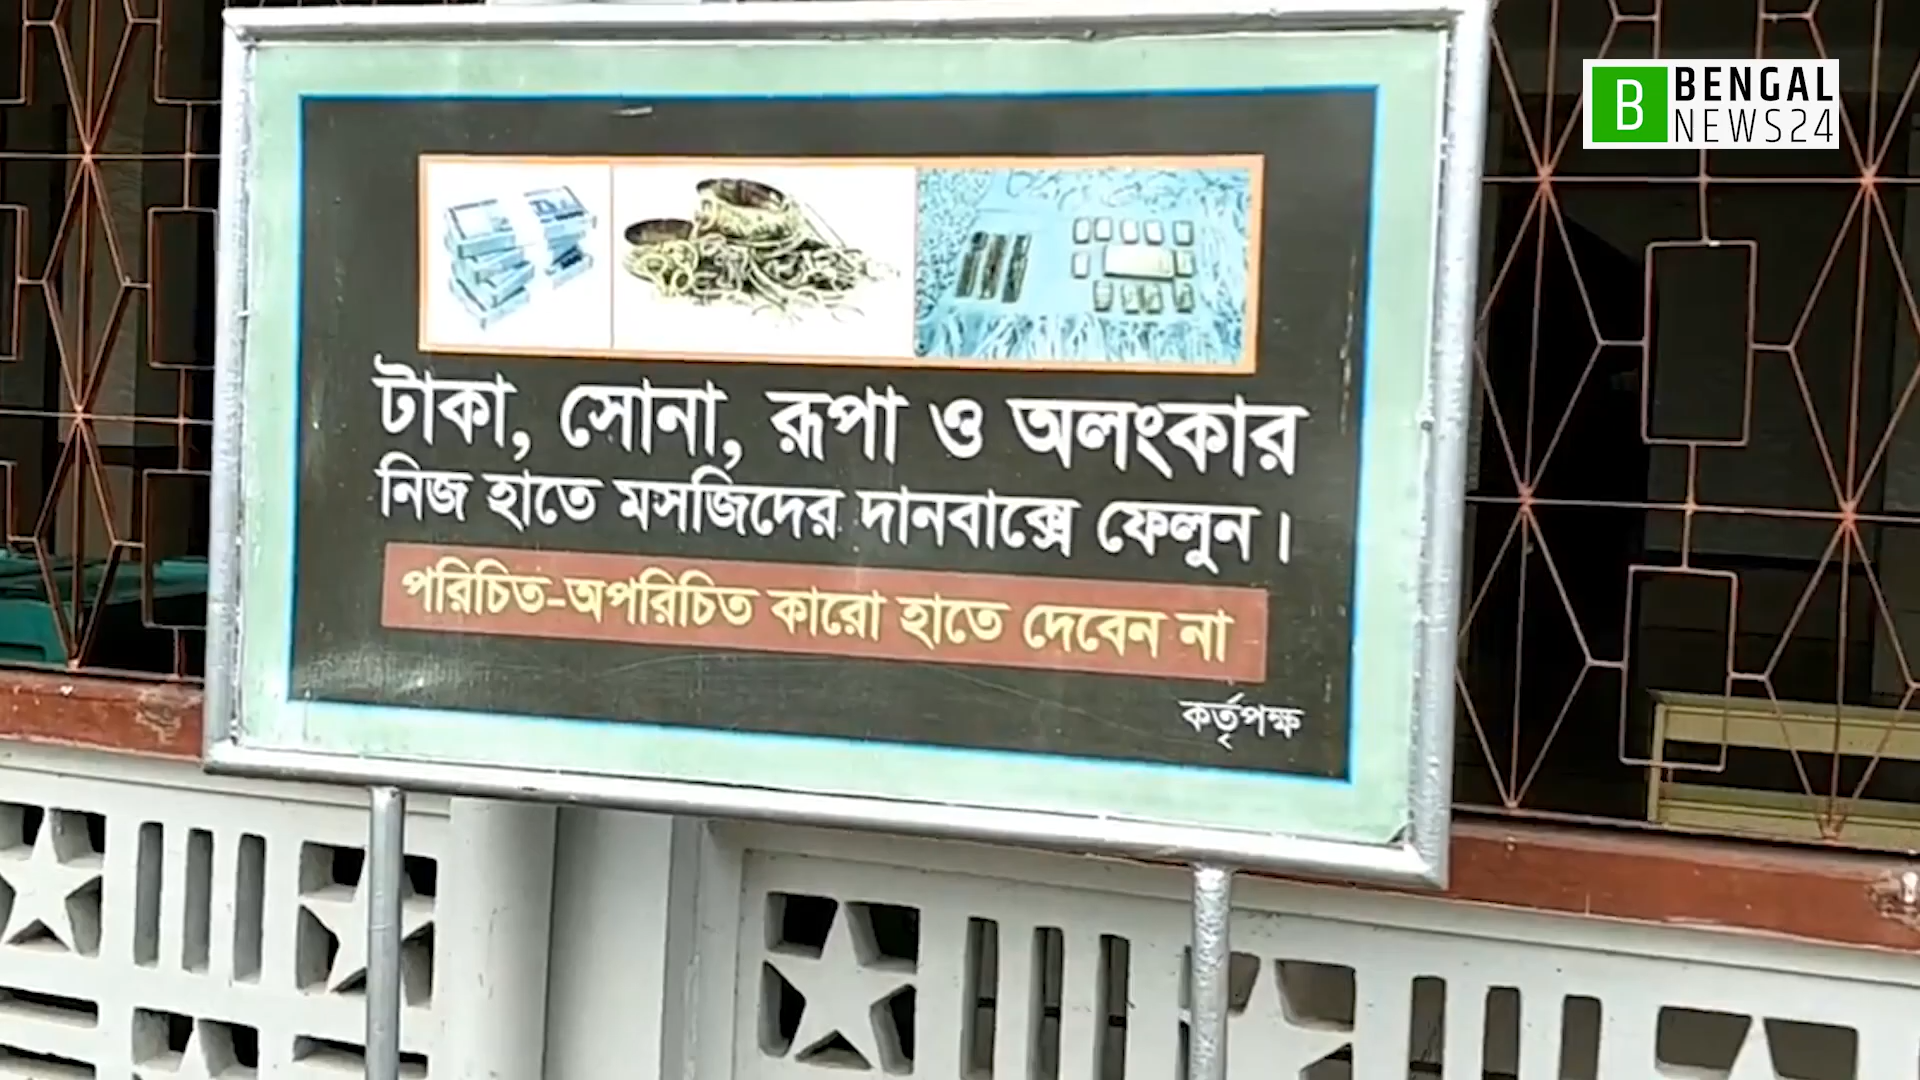 B BENGAL
NEWS24
টাকা, সোনা, রূপা ও অলংকার
নিজ হাতে মসজিদের দানবাক্সে ফেলুন।
পরিচিত-অপরিচিত কারো হাতে দেবেন না
কর্তৃপক্ষ